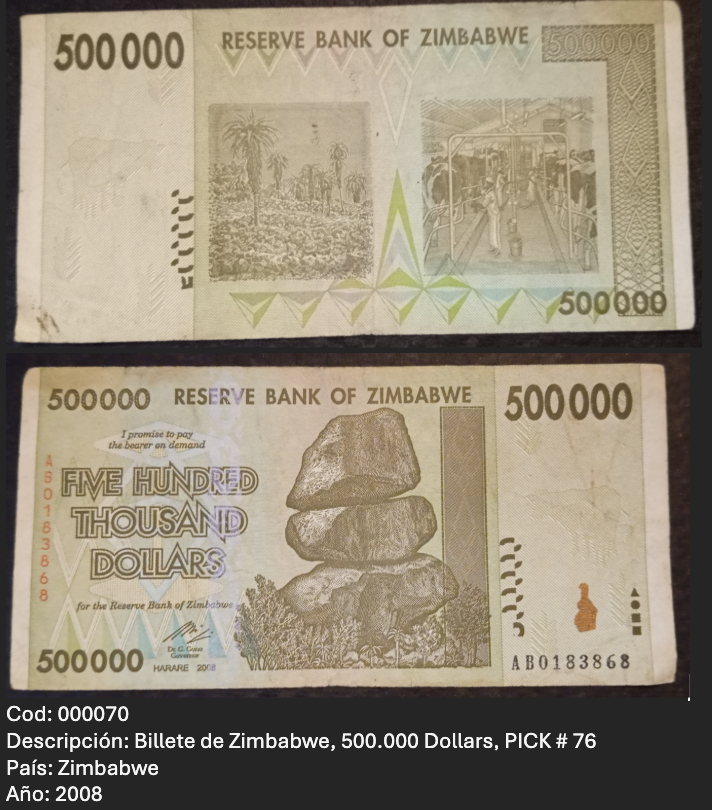 500000
RESERVE BANK OF ZIMBABWE
500000
500000
500000
RESERVE BANK OF ZIMBABWE
500000
I promise to pay
the bearer on demand
AB0183868
FIVE HUNDRED
THOUSAND
DOLLARS
for the Reserve Bank of Zimbabwe
Dr. G. Gono
Governor
500000
HARARE 2008
AB0183868
Cod: 000070
Descripción: Billete de Zimbabwe, 500.000 Dollars, PICK # 76
País: Zimbabwe
Año: 2008